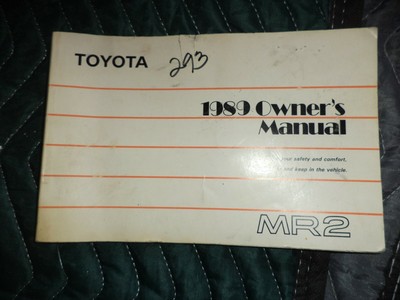 TOYOTA 293
1989 Owner's
Manual
safety and comfort.
and keep in the vehicle.
MR2